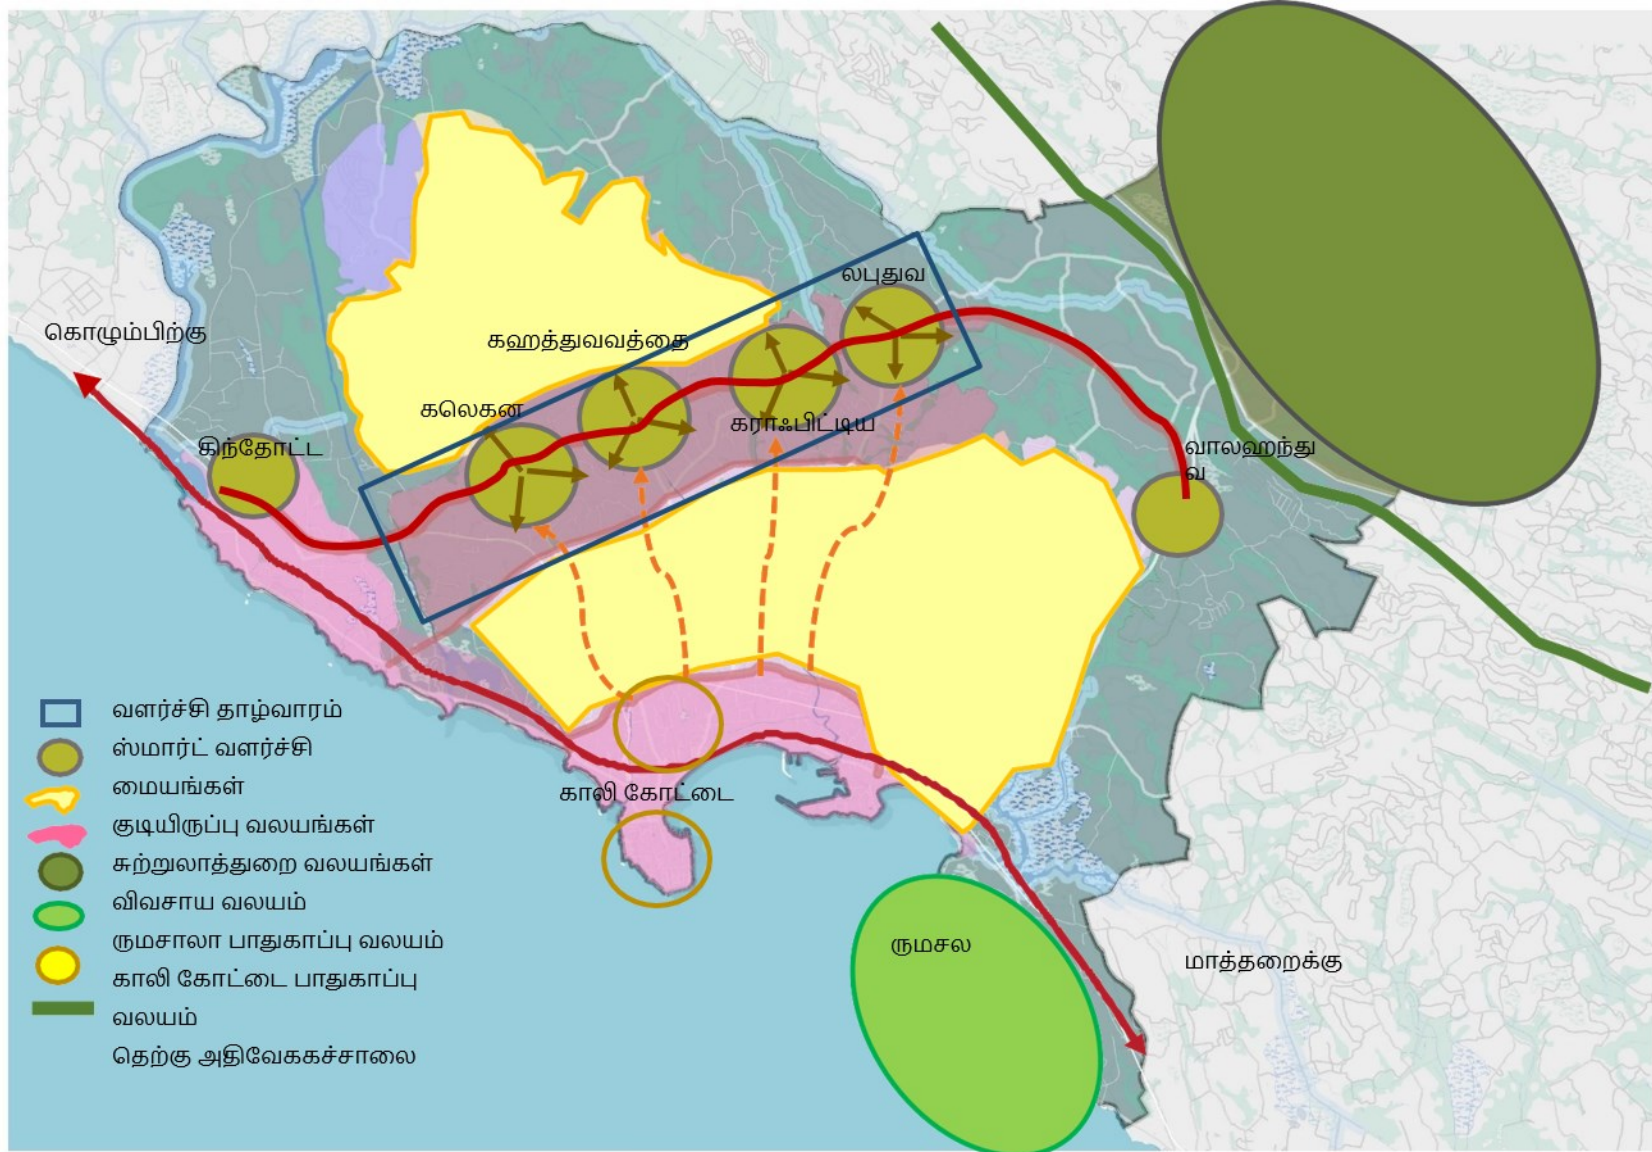 லபுதுவ
கொழும்பிற்கு
கஹத்துவவத்தை
கலெகன
கராஃபிட்டிய
கிந்தோட்ட
வாலஹந்து
வ
வளர்ச்சி தாழ்வாரம்
ஸ்மார்ட் வளர்ச்சி
மையங்கள்
குடியிருப்பு வலயங்கள்
சுற்றுலாத்துறை வலயங்கள்
விவசாய வலயம்
ருமசாலா பாதுகாப்பு வலயம்
காலி கோட்டை பாதுகாப்பு
வலயம்
தெற்கு அதிவேககச்சாலை
காலி கோட்டை
ருமசல
மாத்தறைக்கு